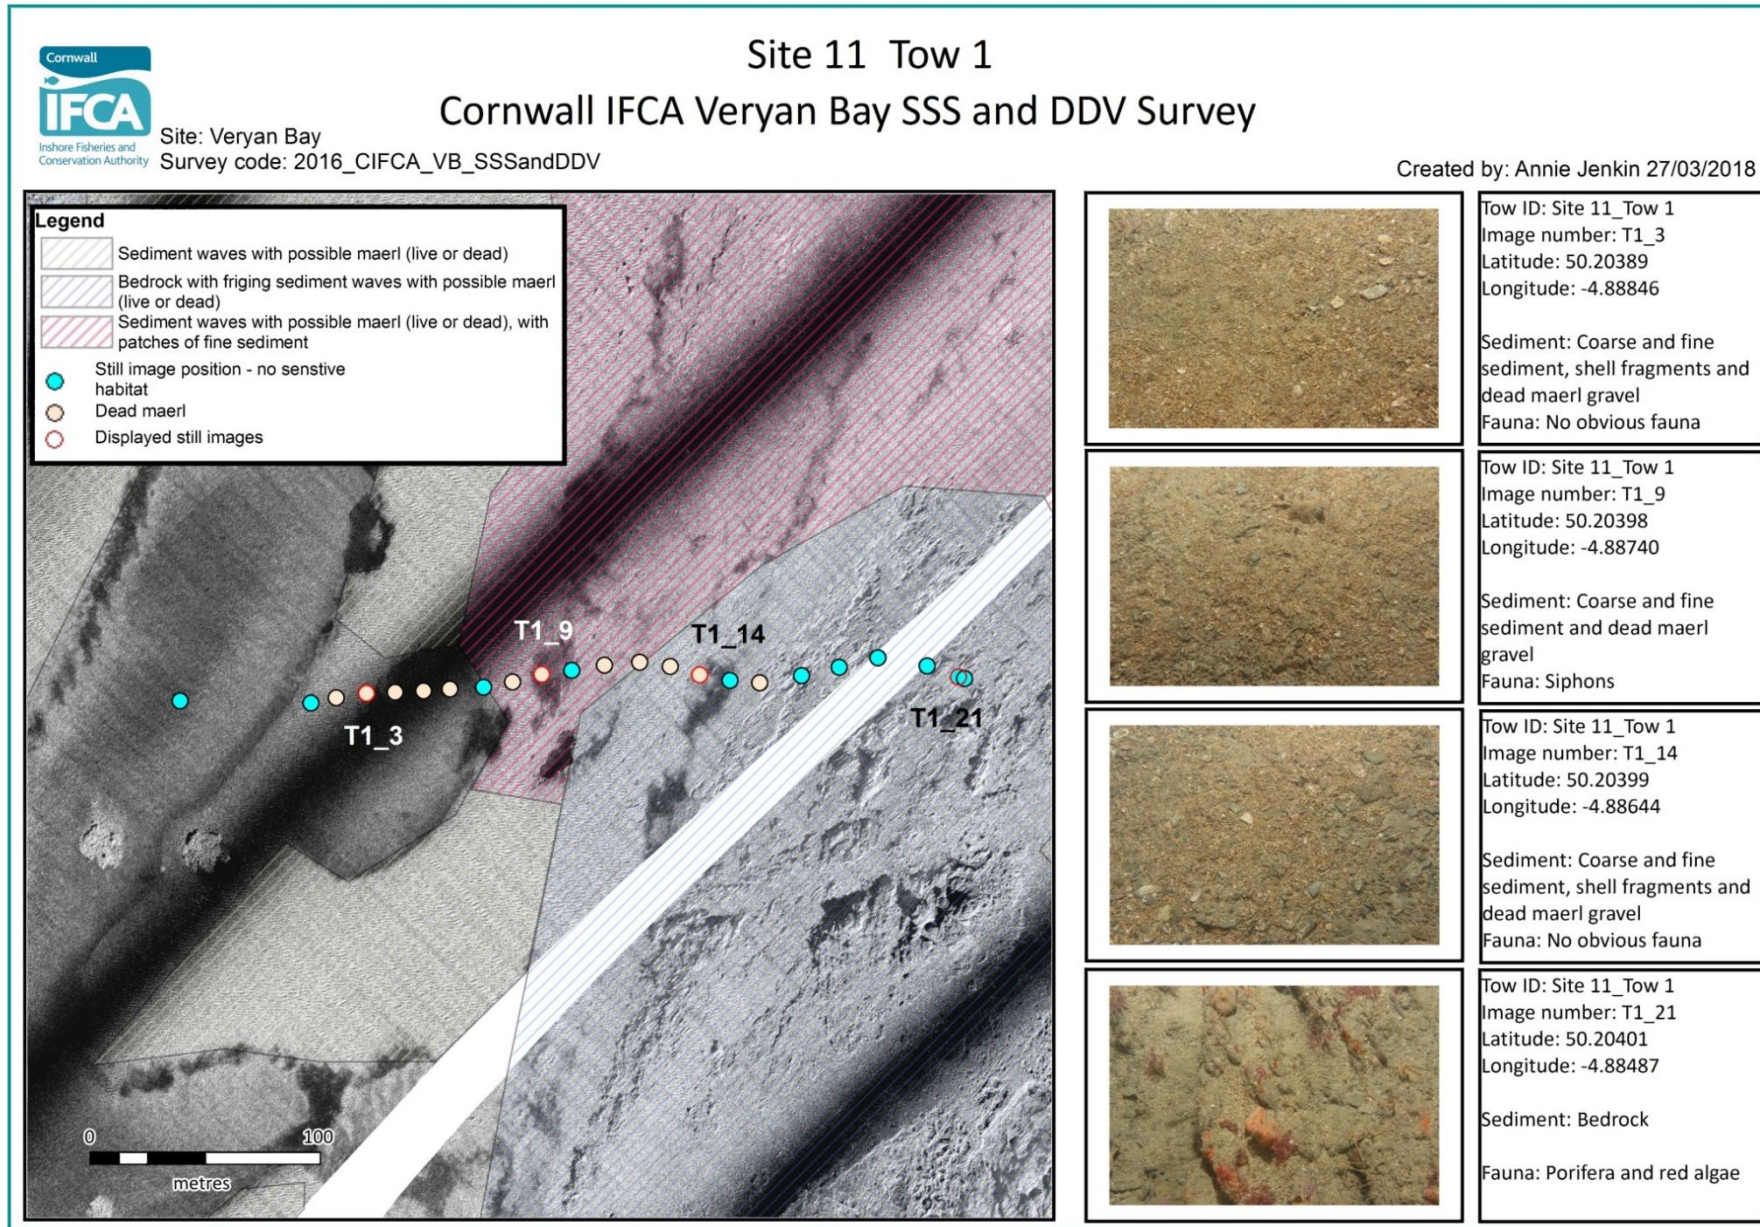 Site 11 Tow 1
Cornwall IFCA Veryan Bay SSS and DDV Survey
Cornwall
IFCA
Inshore Fisheries and
Conservation Authority
Site: Veryan Bay
Survey code: 2016_CIFCA_VB_SSSandDDV
Created by: Annie Jenkin 27/03/2018
Legend
Sediment waves with possible maerl (live or dead)
Bedrock with friging sediment waves with possible maerl
(live or dead)
Sediment waves with possible maerl (live or dead), with
patches of fine sediment
Still image position - no senstive
habitat
Dead maerl
Displayed still images
T1_9
T1_14
T1_3
T1_21
0
100
metres
Tow ID: Site 11_Tow 1
Image number: T1_3
Latitude: 50.20389
Longitude: -4.88846
Sediment: Coarse and fine
sediment, shell fragments and
dead maerl gravel
Fauna: No obvious fauna
Tow ID: Site 11_Tow 1
Image number: T1_9
Latitude: 50.20398
Longitude: -4.88740
Sediment: Coarse and fine
sediment and dead maerl
gravel
Fauna: Siphons
Tow ID: Site 11_Tow 1
Image number: T1_14
Latitude: 50.20399
Longitude: -4.88644
Sediment: Coarse and fine
sediment, shell fragments and
dead maerl gravel
Fauna: No obvious fauna
Tow ID: Site 11_Tow 1
Image number: T1_21
Latitude: 50.20401
Longitude: -4.88487
Sediment: Bedrock
Fauna: Porifera and red algae